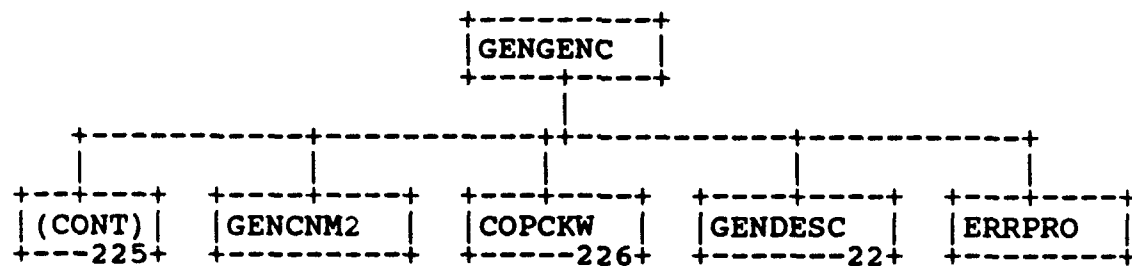 GENGENC
(CONT) GENCNM2 COPCKW GENDESC ERRPRO
225 226 22